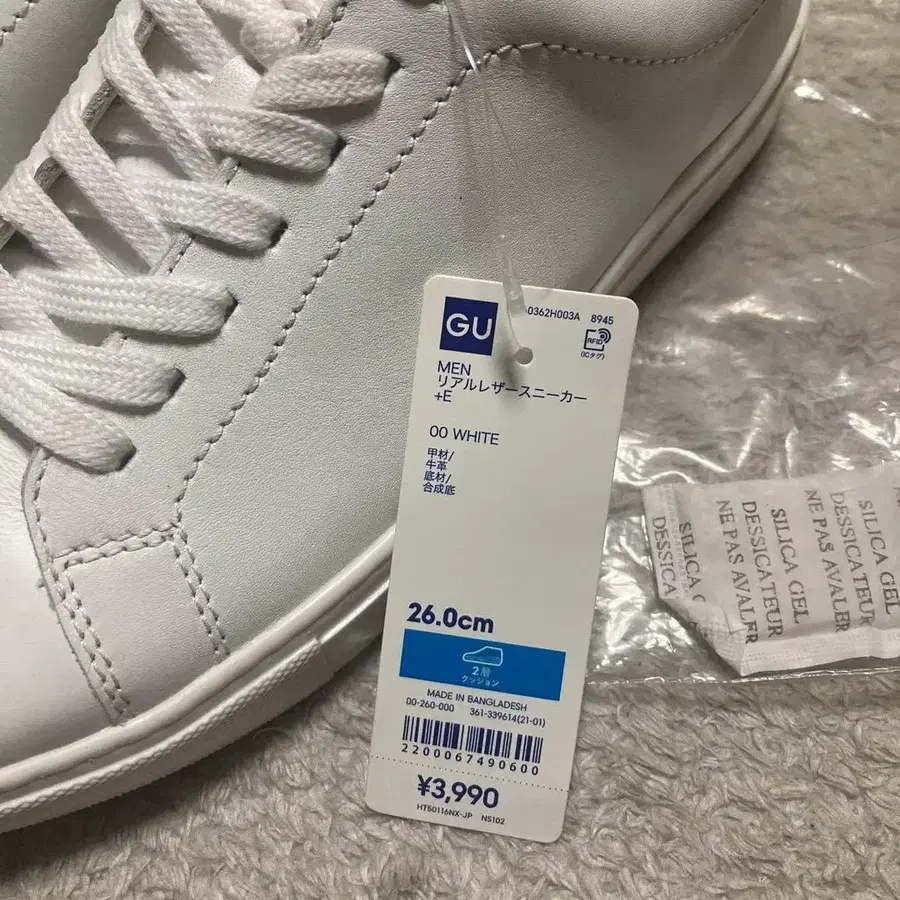 GU
0362H003A 8945
RFID
(ICタグ)
MEN
リアルレザースニーカー
+E
00 WHITE
甲材/
牛革
底材/
合成底
26.0cm
2層
クッション
MADE IN BANGLADESH
00-260-000 361-339614(21-01)
2200067490600
¥3,990
HT50116NX-JP NS102
SILICA GEL
DESSICATEUR
NE PAS AVALER
SILICA GEL
DESSICATEUR
NE PAS AVALER
SILICA G
DESSICA